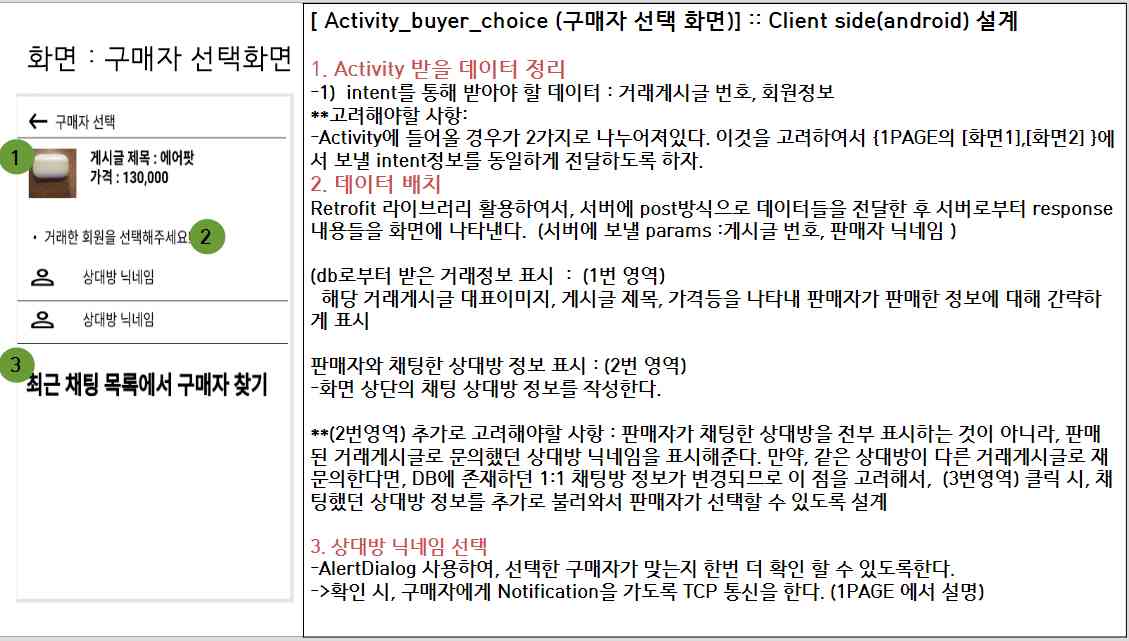 화면 : 구매자 선택화면
구매자 선택
1
게시글 제목 : 에어팟
가격 : 130,000
· 거래한 회원을 선택해주세요!
2
상대방 닉네임
상대방 닉네임
3
최근 채팅 목록에서 구매자 찾기
[ Activity_buyer_choice (구매자 선택 화면)] :: Client side(android) 설계
1. Activity 받을 데이터 정리
-1) intent를 통해 받아야 할 데이터 : 거래게시글 번호, 회원정보
**고려해야할 사항:
-Activity에 들어올 경우가 2가지로 나누어져있다. 이것을 고려하여서 {1PAGE의 [화면1],[화면2] }에
서 보낼 intent정보를 동일하게 전달하도록 하자.
2. 데이터 배치
Retrofit 라이브러리 활용하여서, 서버에 post방식으로 데이터들을 전달한 후 서버로부터 response
내용들을 화면에 나타낸다. (서버에 보낼 params :게시글 번호, 판매자 닉네임 )
(db로부터 받은 거래정보 표시 : (1번 영역)
해당 거래게시글 대표이미지, 게시글 제목, 가격등을 나타내 판매자가 판매한 정보에 대해 간략하
게 표시
판매자와 채팅한 상대방 정보 표시 : (2번 영역)
-화면 상단의 채팅 상대방 정보를 작성한다.
**(2번영역) 추가로 고려해야할 사항 : 판매자가 채팅한 상대방을 전부 표시하는 것이 아니라, 판매
된 거래게시글로 문의했던 상대방 닉네임을 표시해준다. 만약, 같은 상대방이 다른 거래게시글로 재
문의한다면, DB에 존재하던 1:1 채팅방 정보가 변경되므로 이 점을 고려해서, (3번영역) 클릭 시, 채
팅했던 상대방 정보를 추가로 불러와서 판매자가 선택할 수 있도록 설계
3. 상대방 닉네임 선택
-AlertDialog 사용하여, 선택한 구매자가 맞는지 한번 더 확인 할 수 있도록한다.
->확인 시, 구매자에게 Notification을 가도록 TCP 통신을 한다. (1PAGE 에서 설명)